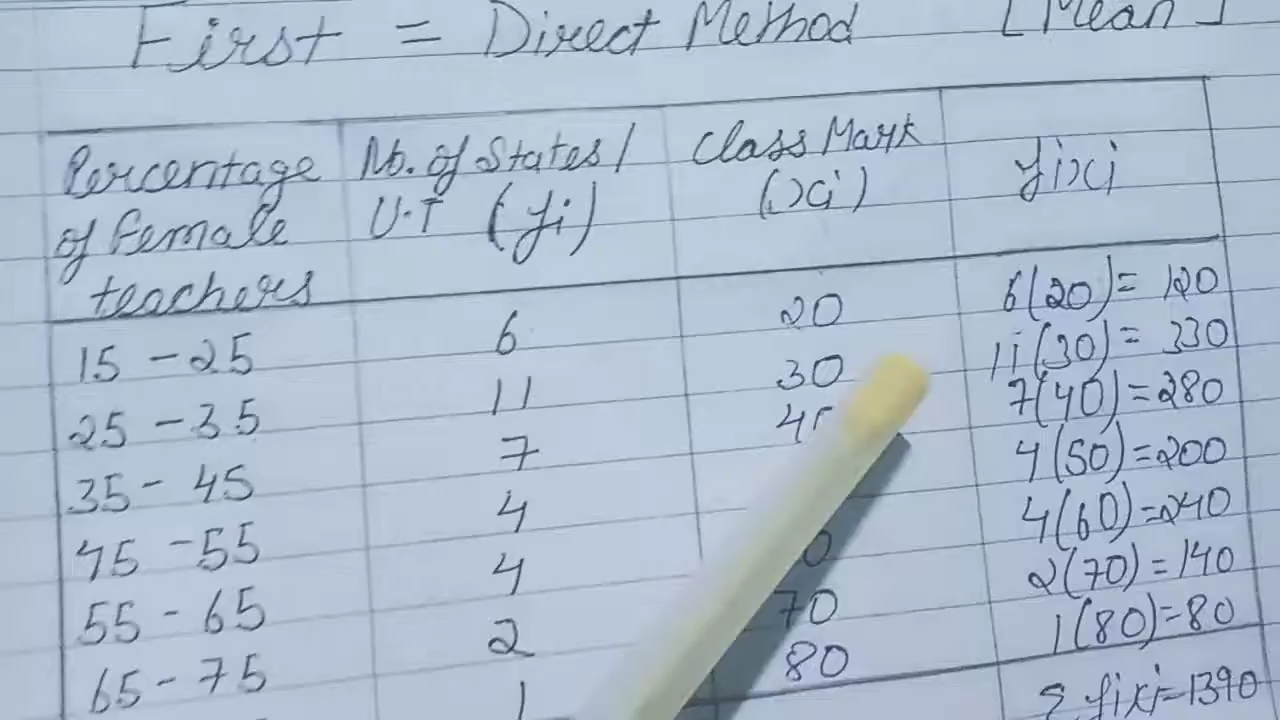 First = Direct Method [Mean]
Percentage of female teachers No. of States / U.T (fi) Class Mark (xi) fixi
15 - 25 6 20 6(20) = 120
25 - 35 11 30 11(30) = 330
35 - 45 7 7(40) = 280
45 - 55 4 4(50) = 200
55 - 65 4 4(60) = 240
65 - 75 2 70 2(70) = 140
1 80 1(80) = 80
Σ fixi = 1390